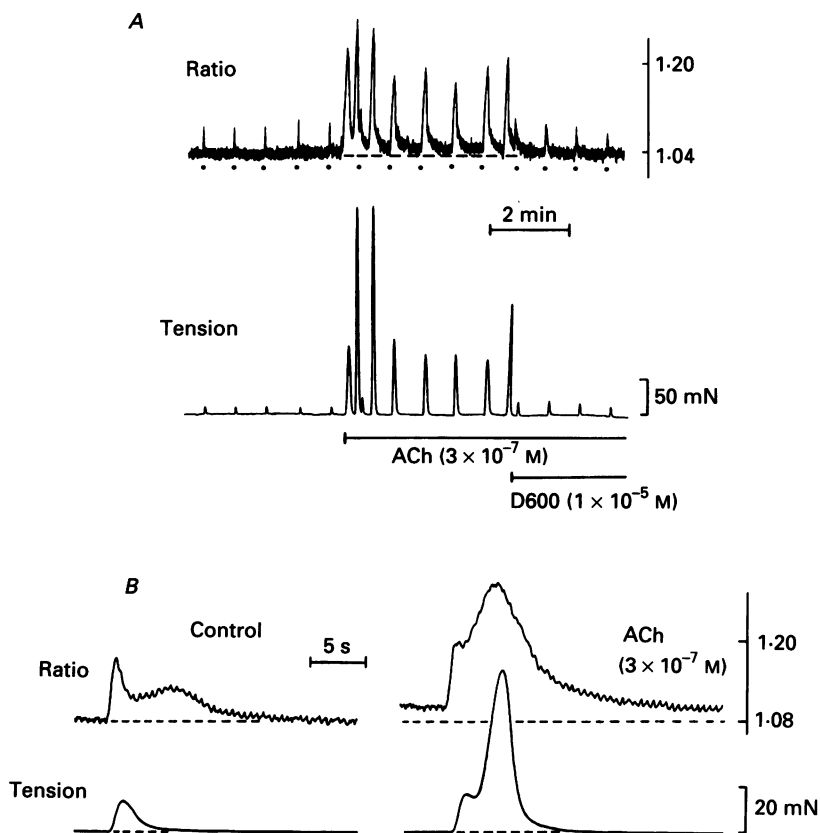 A
Ratio
1·20
1·04
2 min
Tension
50 mN
ACh (3 × 10⁻⁷ M)
D600 (1 × 10⁻⁵ M)
B
Control
5 s
ACh
(3 × 10⁻⁷ M)
Ratio
1·20
1·08
Tension
20 mN